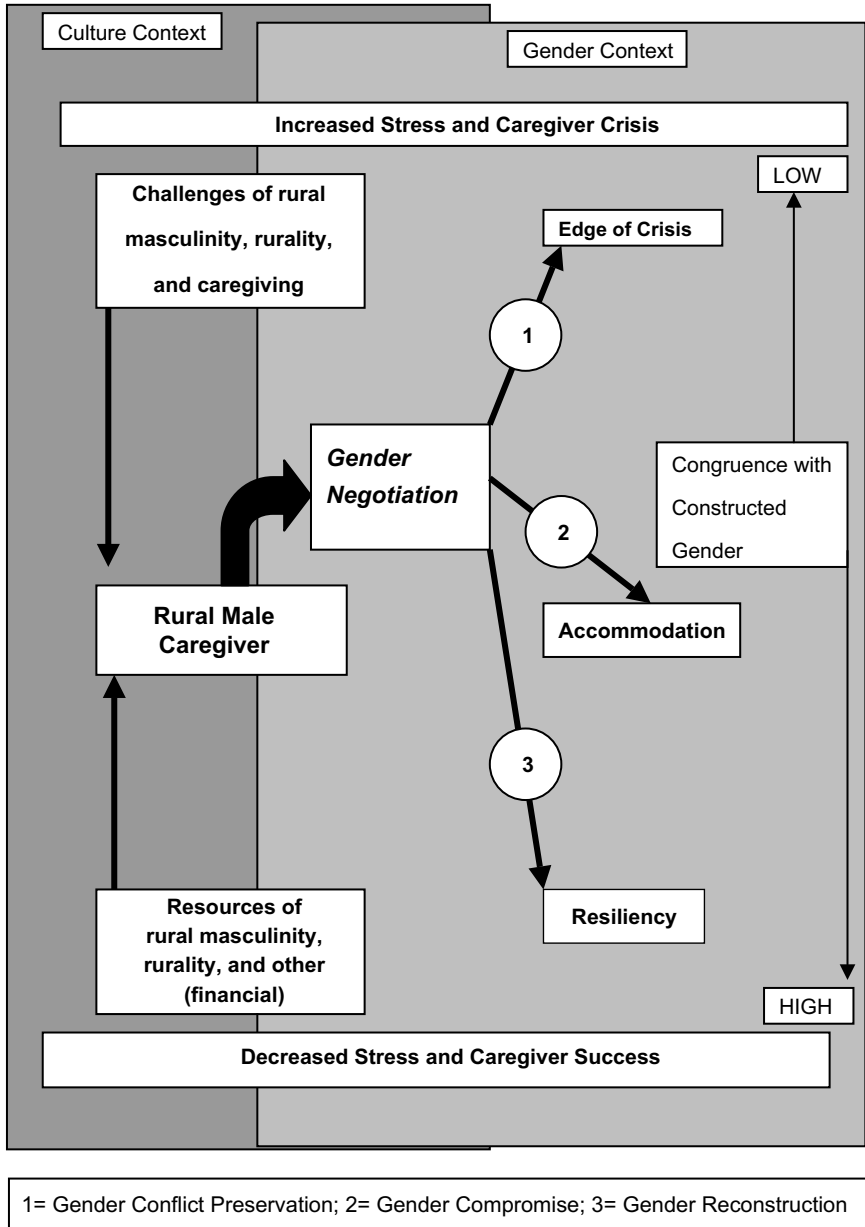 Culture Context
Gender Context
Increased Stress and Caregiver Crisis
Challenges of rural
masculinity, rurality,
and caregiving
LOW
Edge of Crisis
1
Gender
Negotiation
Congruence with
Constructed
Gender
2
Rural Male
Caregiver
Accommodation
3
Resources of
rural masculinity,
rurality, and other
(financial)
Resiliency
HIGH
Decreased Stress and Caregiver Success
1= Gender Conflict Preservation; 2= Gender Compromise; 3= Gender Reconstruction